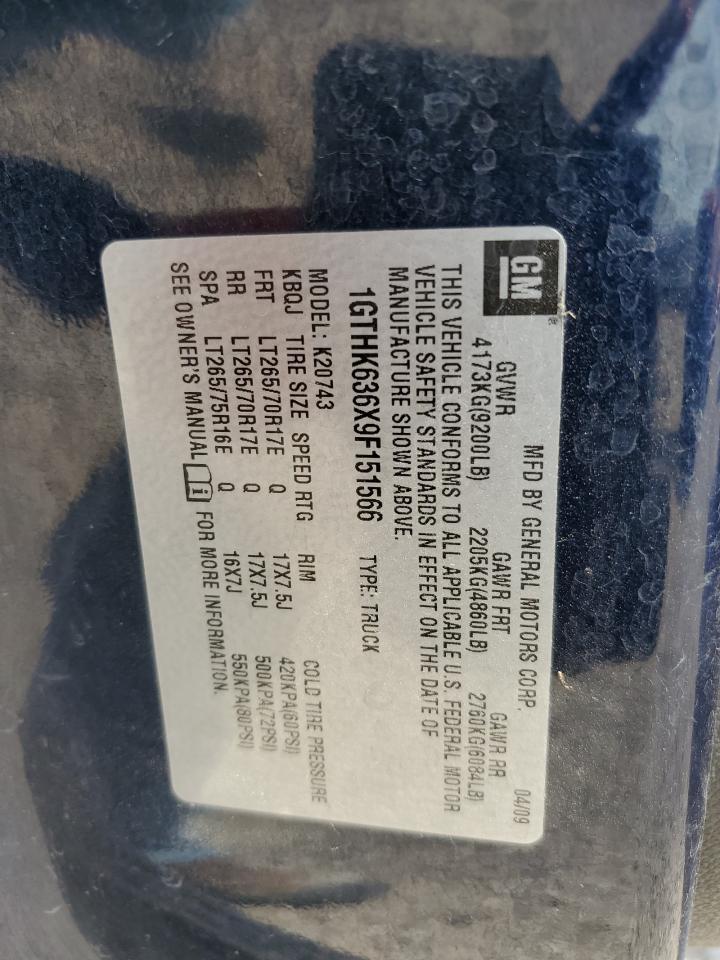 GM®
MFD BY GENERAL MOTORS CORP. 04/09
GVWR GAWR FRT GAWR RR
4173KG(9200LB) 2205KG(4860LB) 2760KG(6084LB)
THIS VEHICLE CONFORMS TO ALL APPLICABLE U.S. FEDERAL MOTOR
VEHICLE SAFETY STANDARDS IN EFFECT ON THE DATE OF
MANUFACTURE SHOWN ABOVE.
1GTHK636X9F151566 TYPE: TRUCK
MODEL: K20743
KBQJ TIRE SIZE SPEED RTG RIM COLD TIRE PRESSURE
FRT LT265/70R17E Q 17X7.5J 420KPA(60PSI)
RR LT265/70R17E Q 17X7.5J 500KPA(72PSI)
SPA LT265/75R16E Q 16X7J 550KPA(80PSI)
SEE OWNER'S MANUAL i FOR MORE INFORMATION.